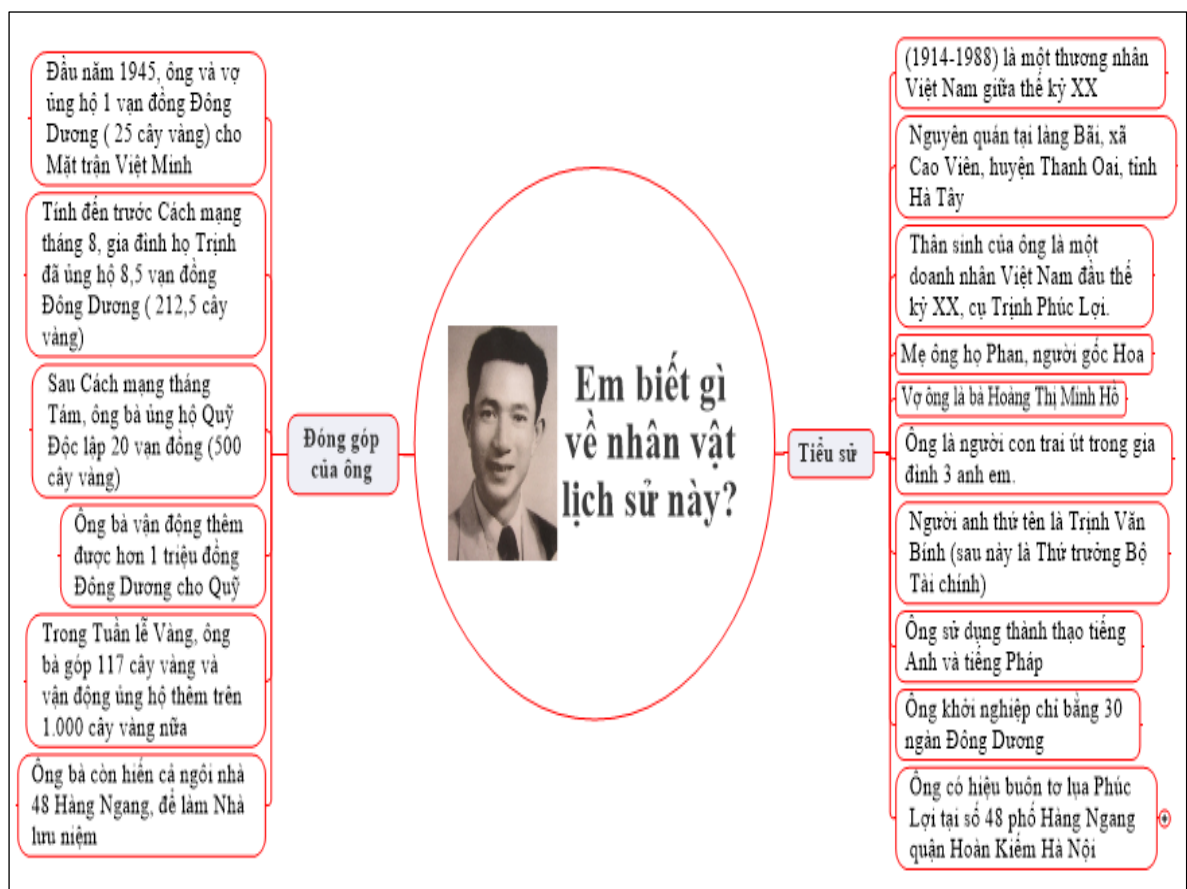 Đầu năm 1945, ông và vợ
ủng hộ 1 vạn đồng Đông
Dương ( 25 cây vàng) cho
Mặt trận Việt Minh
Tính đến trước Cách mạng
tháng 8, gia đình họ Trịnh
đã ủng hộ 8,5 vạn đồng
Đông Dương ( 212,5 cây
vàng)
Sau Cách mạng tháng
Tám, ông bà ủng hộ Quỹ
Độc lập 20 vạn đồng (500
cây vàng)
Ông bà vận động thêm
được hơn 1 triệu đồng
Đông Dương cho Quỹ
Trong Tuần lễ Vàng, ông
bà góp 117 cây vàng và
vận động ủng hộ thêm trên
1.000 cây vàng nữa
Ông bà còn hiến cả ngôi nhà
48 Hàng Ngang, để làm Nhà
lưu niệm
Đóng góp
của ông
Em biết gì
về nhân vật
lịch sử này?
Tiểu sử
(1914-1988) là một thương nhân
Việt Nam giữa thế kỷ XX
Nguyên quán tại làng Bãi, xã
Cao Viên, huyện Thanh Oai, tỉnh
Hà Tây
Thân sinh của ông là một
doanh nhân Việt Nam đầu thế
kỷ XX, cụ Trịnh Phúc Lợi.
Mẹ ông họ Phan, người gốc Hoa
Vợ ông là bà Hoàng Thị Minh Hồ
Ông là người con trai út trong gia
đình 3 anh em.
Người anh thứ tên là Trịnh Văn
Bính (sau này là Thứ trưởng Bộ
Tài chính)
Ông sử dụng thành thạo tiếng
Anh và tiếng Pháp
Ông khởi nghiệp chỉ bằng 30
ngàn Đông Dương
Ông có hiệu buôn tơ lụa Phúc
Lợi tại số 48 phố Hàng Ngang
quận Hoàn Kiếm Hà Nội